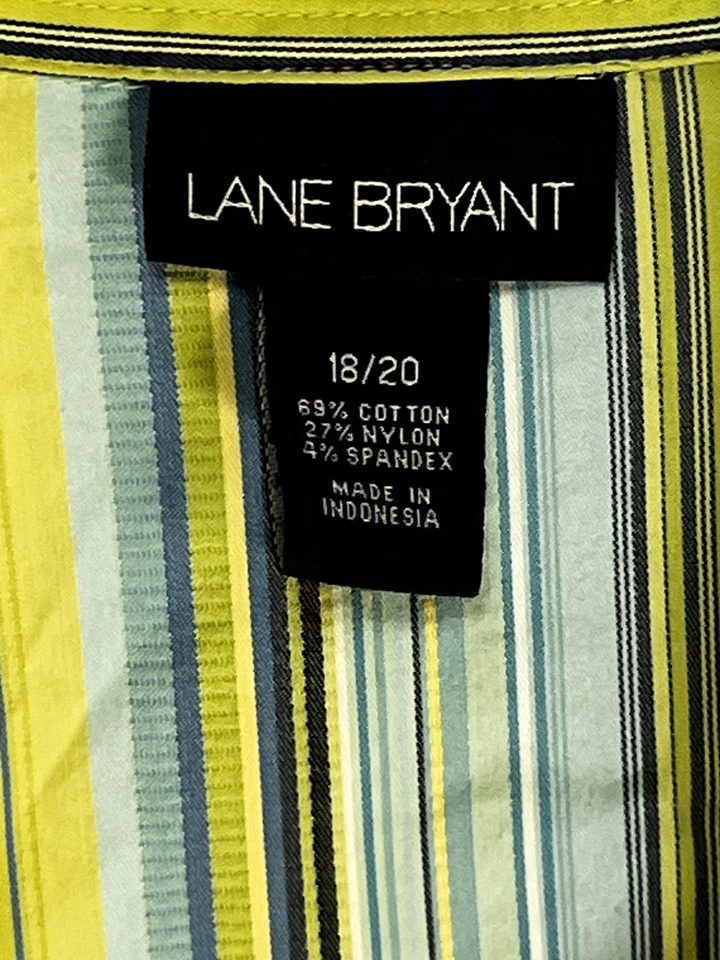 LANE BRYANT
18/20
69% COTTON
27% NYLON
4% SPANDEX
MADE IN
INDONESIA